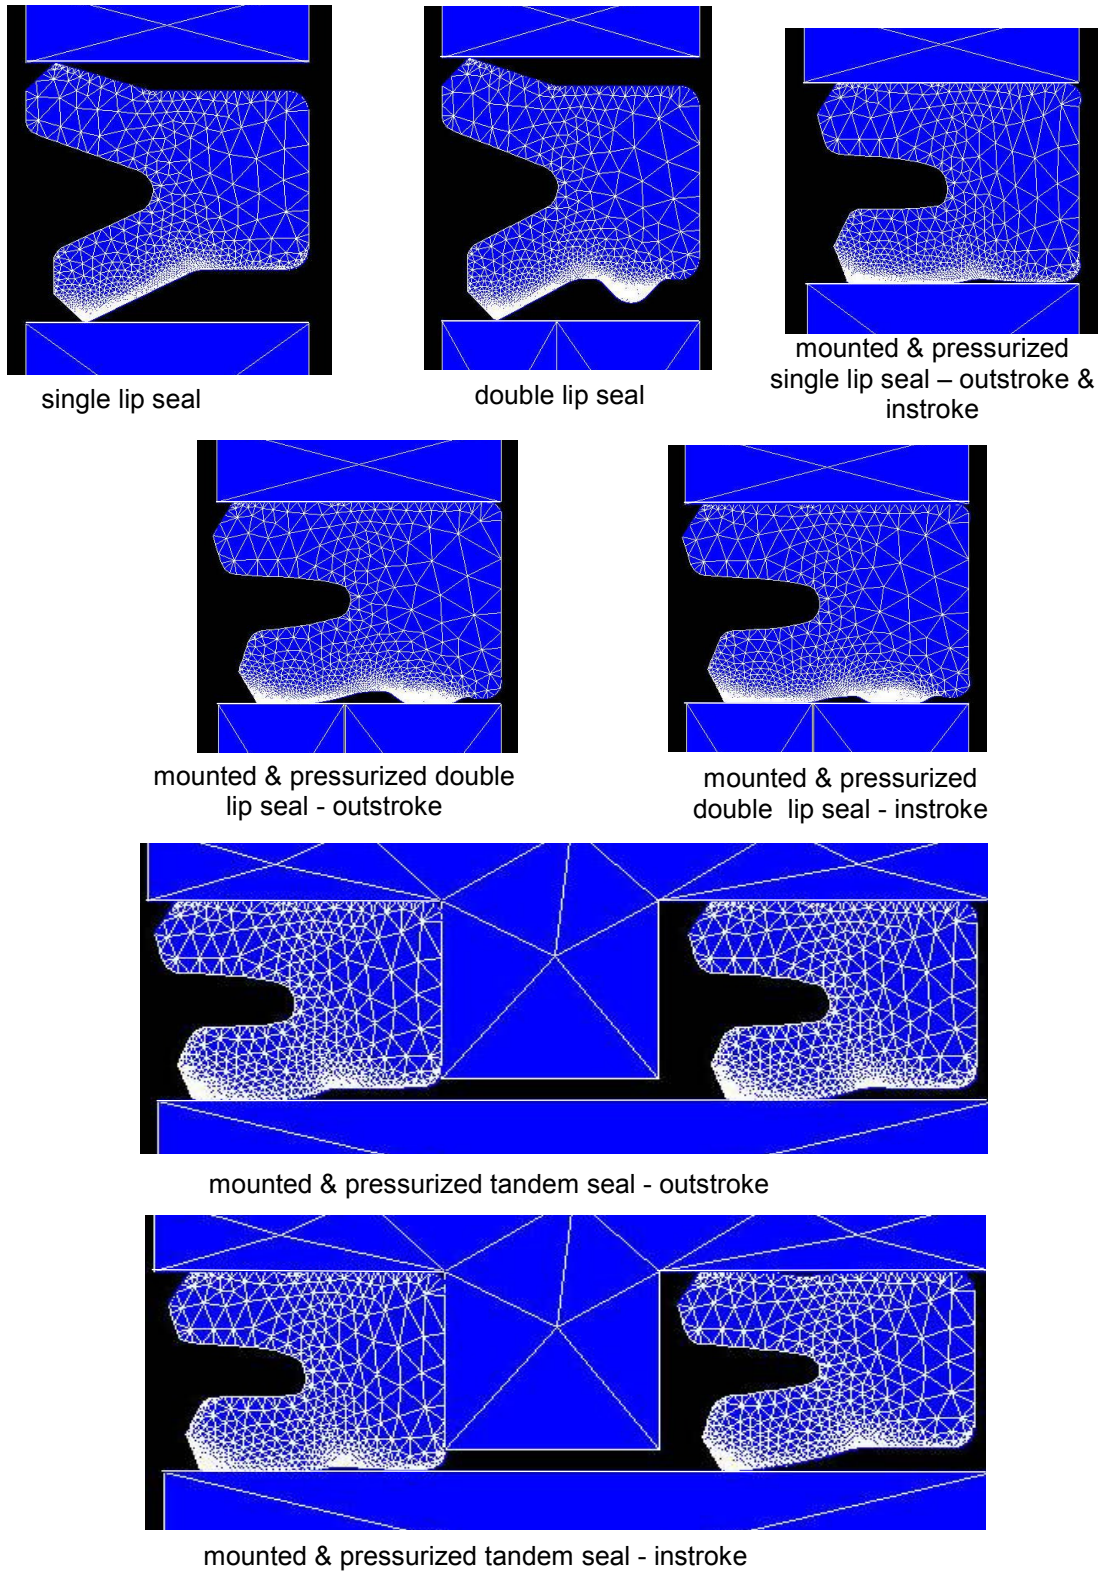 single lip seal
double lip seal
mounted & pressurized
single lip seal – outstroke &
instroke
mounted & pressurized double
lip seal - outstroke
mounted & pressurized
double lip seal - instroke
mounted & pressurized tandem seal - outstroke
mounted & pressurized tandem seal - instroke